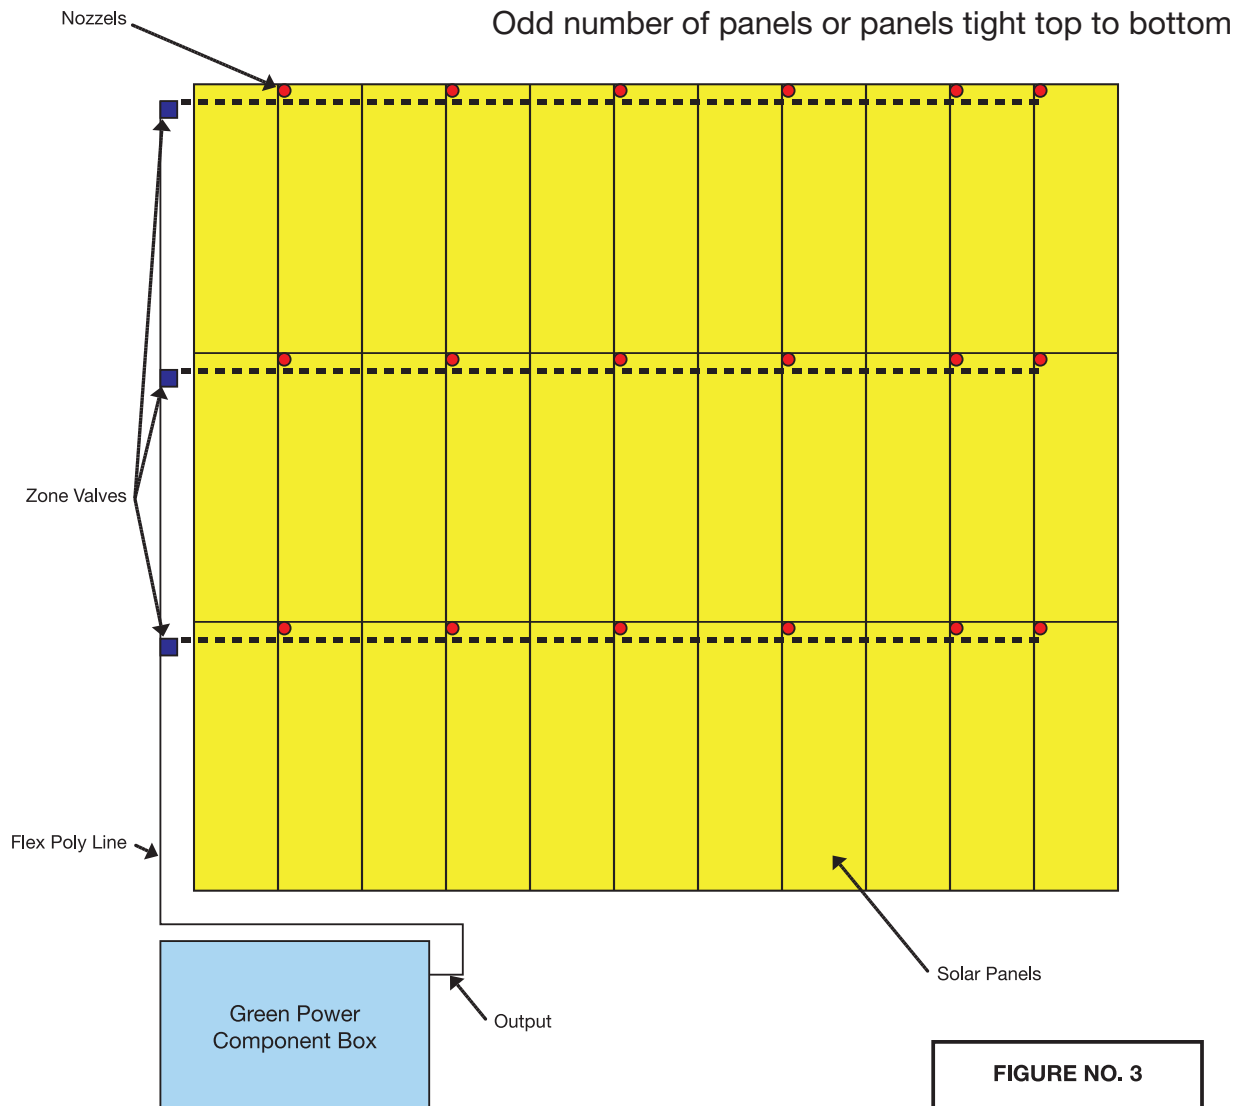 Nozzels
Odd number of panels or panels tight top to bottom
Zone Valves
Flex Poly Line
Solar Panels
Output
Green Power
Component Box
FIGURE NO. 3